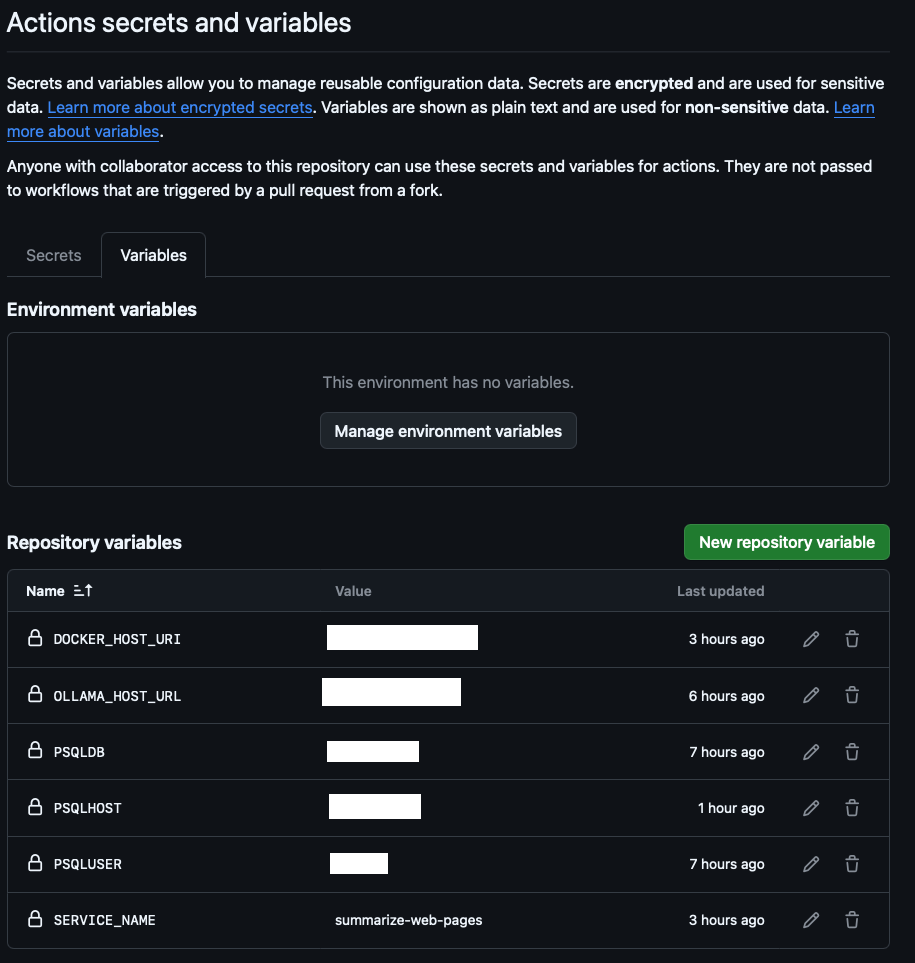 Actions secrets and variables
Secrets and variables allow you to manage reusable configuration data. Secrets are encrypted and are used for sensitive
data. Learn more about encrypted secrets. Variables are shown as plain text and are used for non-sensitive data. Learn
more about variables.
Anyone with collaborator access to this repository can use these secrets and variables for actions. They are not passed
to workflows that are triggered by a pull request from a fork.
Secrets Variables
Environment variables
This environment has no variables.
Manage environment variables
Repository variables New repository variable
Name Value Last updated
DOCKER_HOST_URI 3 hours ago
OLLAMA_HOST_URL 6 hours ago
PSQLDB 7 hours ago
PSQLHOST 1 hour ago
PSQLUSER 7 hours ago
SERVICE_NAME summarize-web-pages 3 hours ago